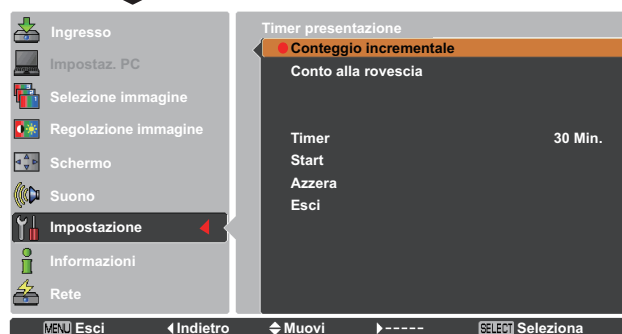 Ingresso
Impostaz. PC
Selezione immagine
Regolazione immagine
Schermo
Suono
Impostazione
Informazioni
Rete
Timer presentazione
Conteggio incrementale
Conto alla rovescia
Timer 30 Min.
Start
Azzera
Esci
MENU Esci Indietro Muovi ----- SELECT Seleziona